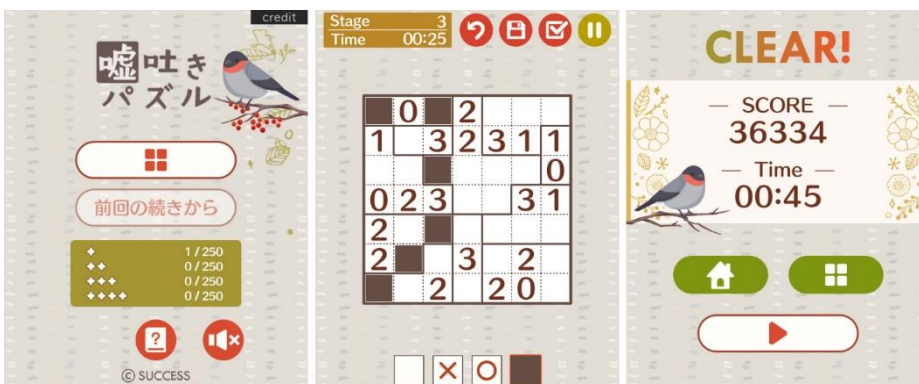 credit
嘘吐き
パズル
前回の続きから
1/250
0/250
0/250
0/250
?
© SUCCESS
Stage 3
Time 00:25
0 2
1 3 2 3 1 1
0
0 2 3 3 1
2
2 3 2
2 2 0
CLEAR!
SCORE
36334
Time
00:45